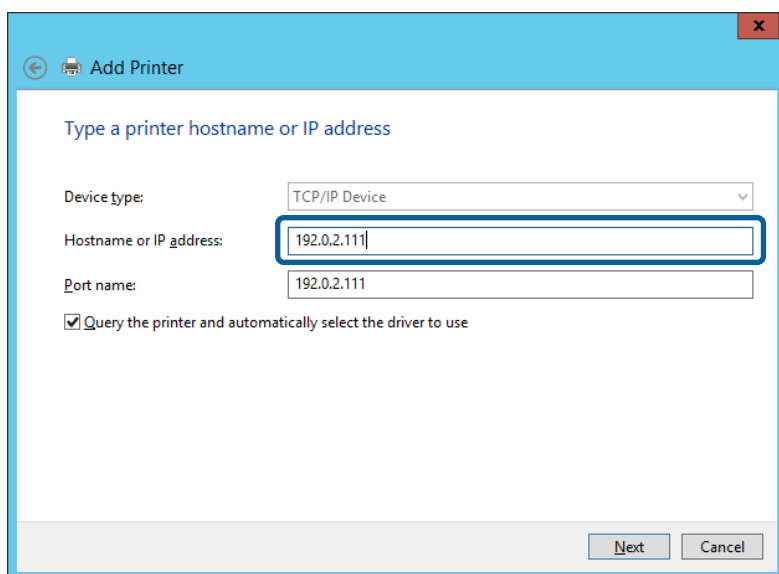 x
Add Printer
Type a printer hostname or IP address
Device type: TCP/IP Device
Hostname or IP address: 192.0.2.111
Port name: 192.0.2.111
Query the printer and automatically select the driver to use
Next Cancel